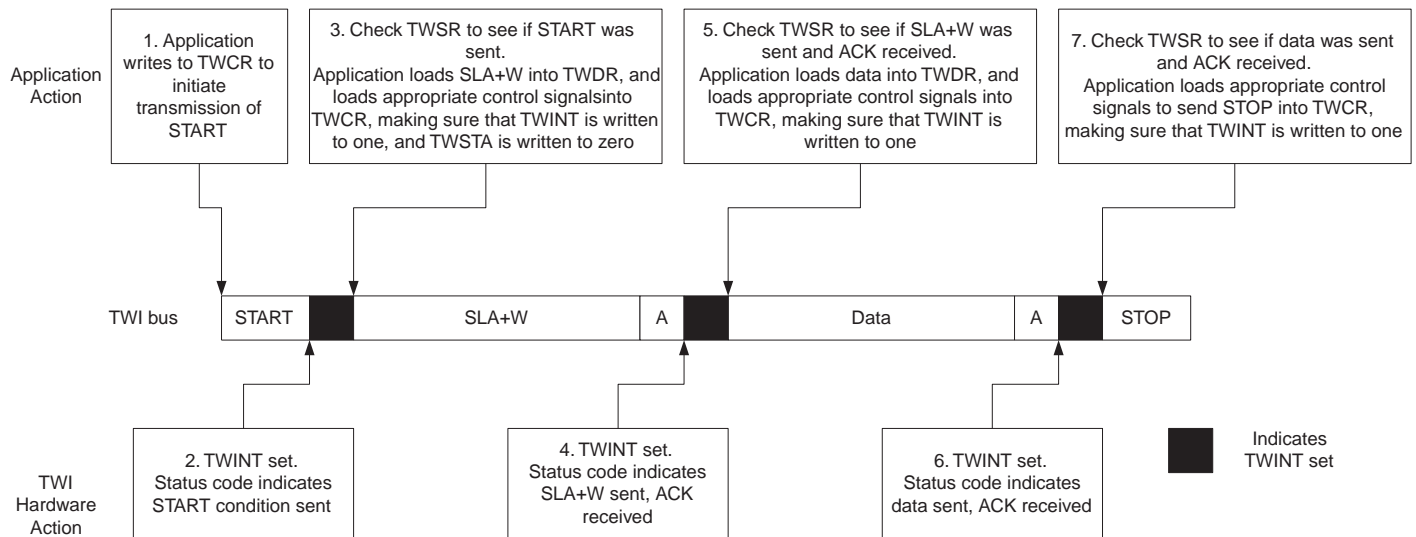 Application
Action
1. Application
writes to TWCR to
initiate
transmission of
START
3. Check TWSR to see if START was
sent.
Application loads SLA+W into TWDR, and
loads appropriate control signalsinto
TWCR, making sure that TWINT is written
to one, and TWSTA is written to zero
5. Check TWSR to see if SLA+W was
sent and ACK received.
Application loads data into TWDR, and
loads appropriate control signals into
TWCR, making sure that TWINT is
written to one
7. Check TWSR to see if data was sent
and ACK received.
Application loads appropriate control
signals to send STOP into TWCR,
making sure that TWINT is written to one
TWI bus
START
SLA+W
A
Data
A
STOP
TWI
Hardware
Action
2. TWINT set.
Status code indicates
START condition sent
4. TWINT set.
Status code indicates
SLA+W sent, ACK
received
6. TWINT set.
Status code indicates
data sent, ACK received
Indicates
TWINT set